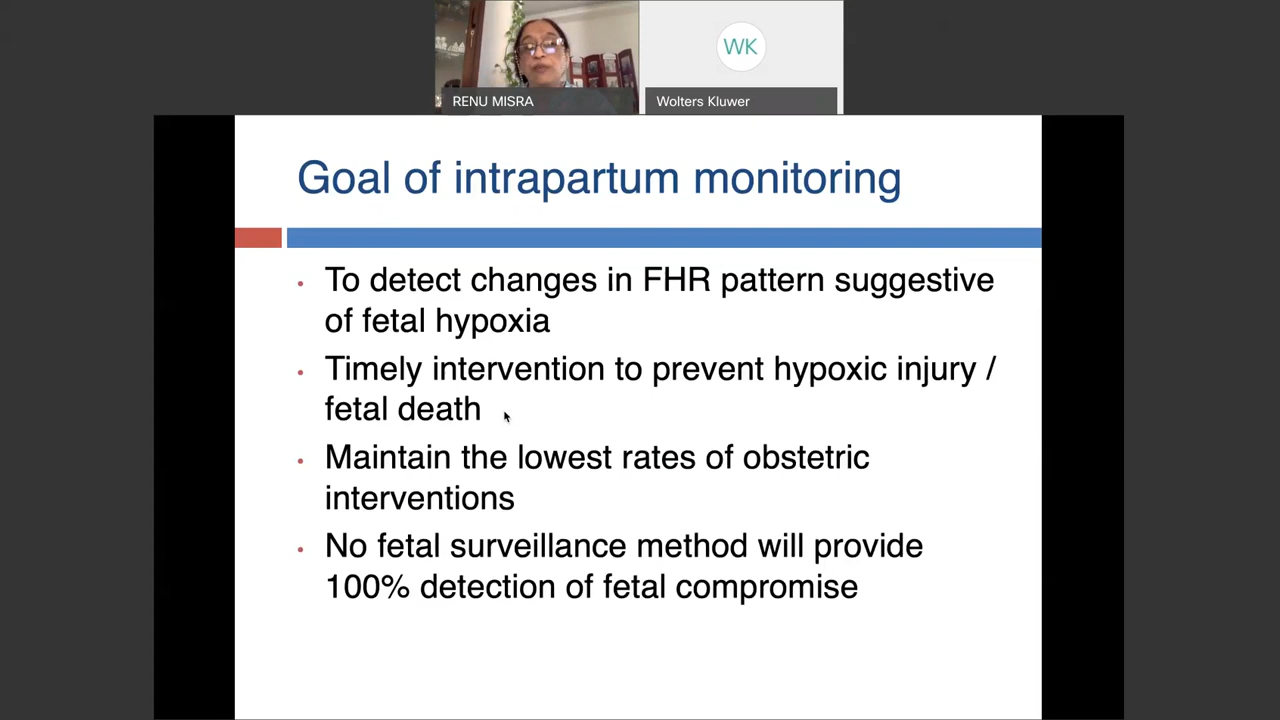 WK
RENU MISRA
Wolters Kluwer
Goal of intrapartum monitoring
• To detect changes in FHR pattern suggestive
of fetal hypoxia
• Timely intervention to prevent hypoxic injury /
fetal death
• Maintain the lowest rates of obstetric
interventions
• No fetal surveillance method will provide
100% detection of fetal compromise